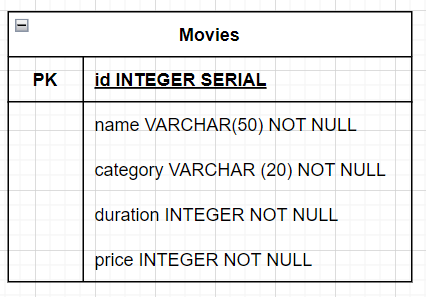 Movies
PK id INTEGER SERIAL
name VARCHAR(50) NOT NULL
category VARCHAR (20) NOT NULL
duration INTEGER NOT NULL
price INTEGER NOT NULL